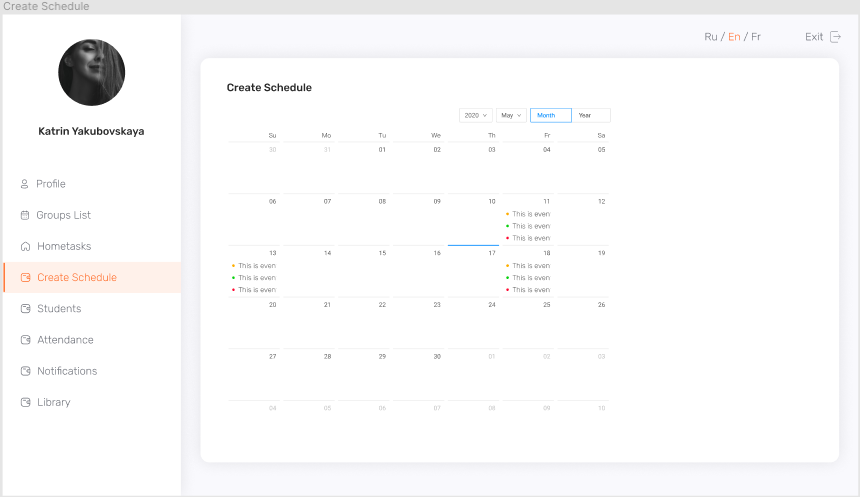 Create Schedule
Ru / En / Fr
Exit
Katrin Yakubovskaya
Profile
Groups List
Hometasks
Create Schedule
Students
Attendance
Notifications
Library
Create Schedule
2020 May Month Year
Su Mo Tu We Th Fr Sa
30 31 01 02 03 04 05
06 07 08 09 10 11 12
This is even
This is even
This is even
13 14 15 16 17 18 19
This is even This is even
This is even This is even
This is even This is even
20 21 22 23 24 25 26
27 28 29 30 01 02 03
04 05 06 07 08 09 10